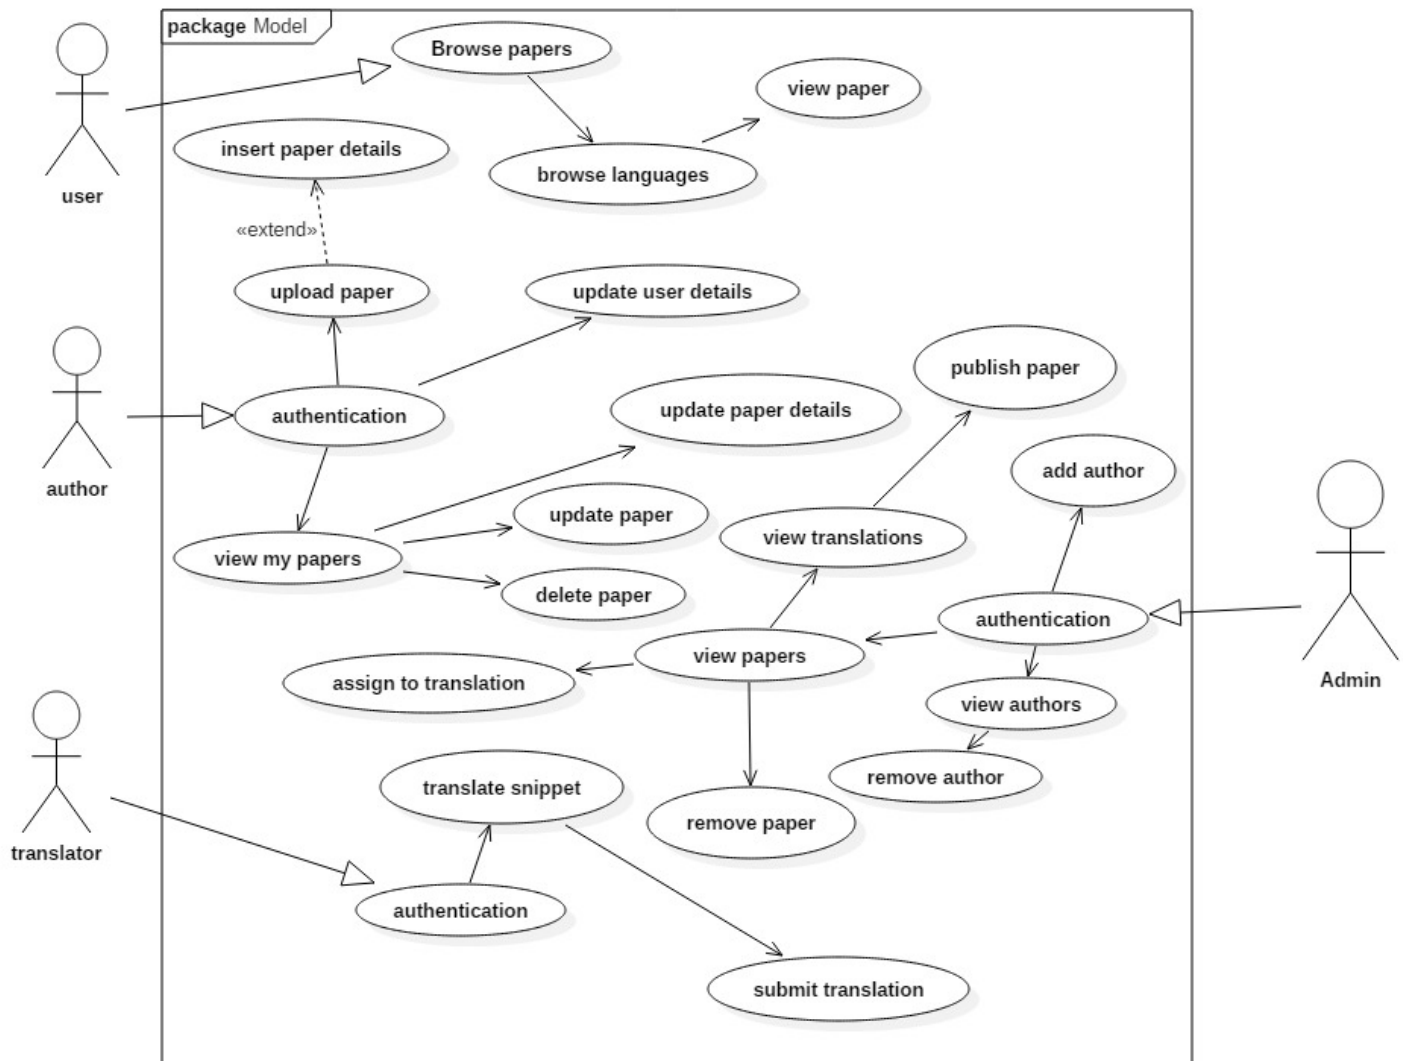 package Model
Browse papers
view paper
insert paper details
browse languages
user
«extend»
upload paper
update user details
publish paper
update paper details
authentication
add author
author
update paper
view translations
view my papers
delete paper
authentication
view papers
assign to translation
Admin
view authors
remove author
translate snippet
remove paper
translator
authentication
submit translation